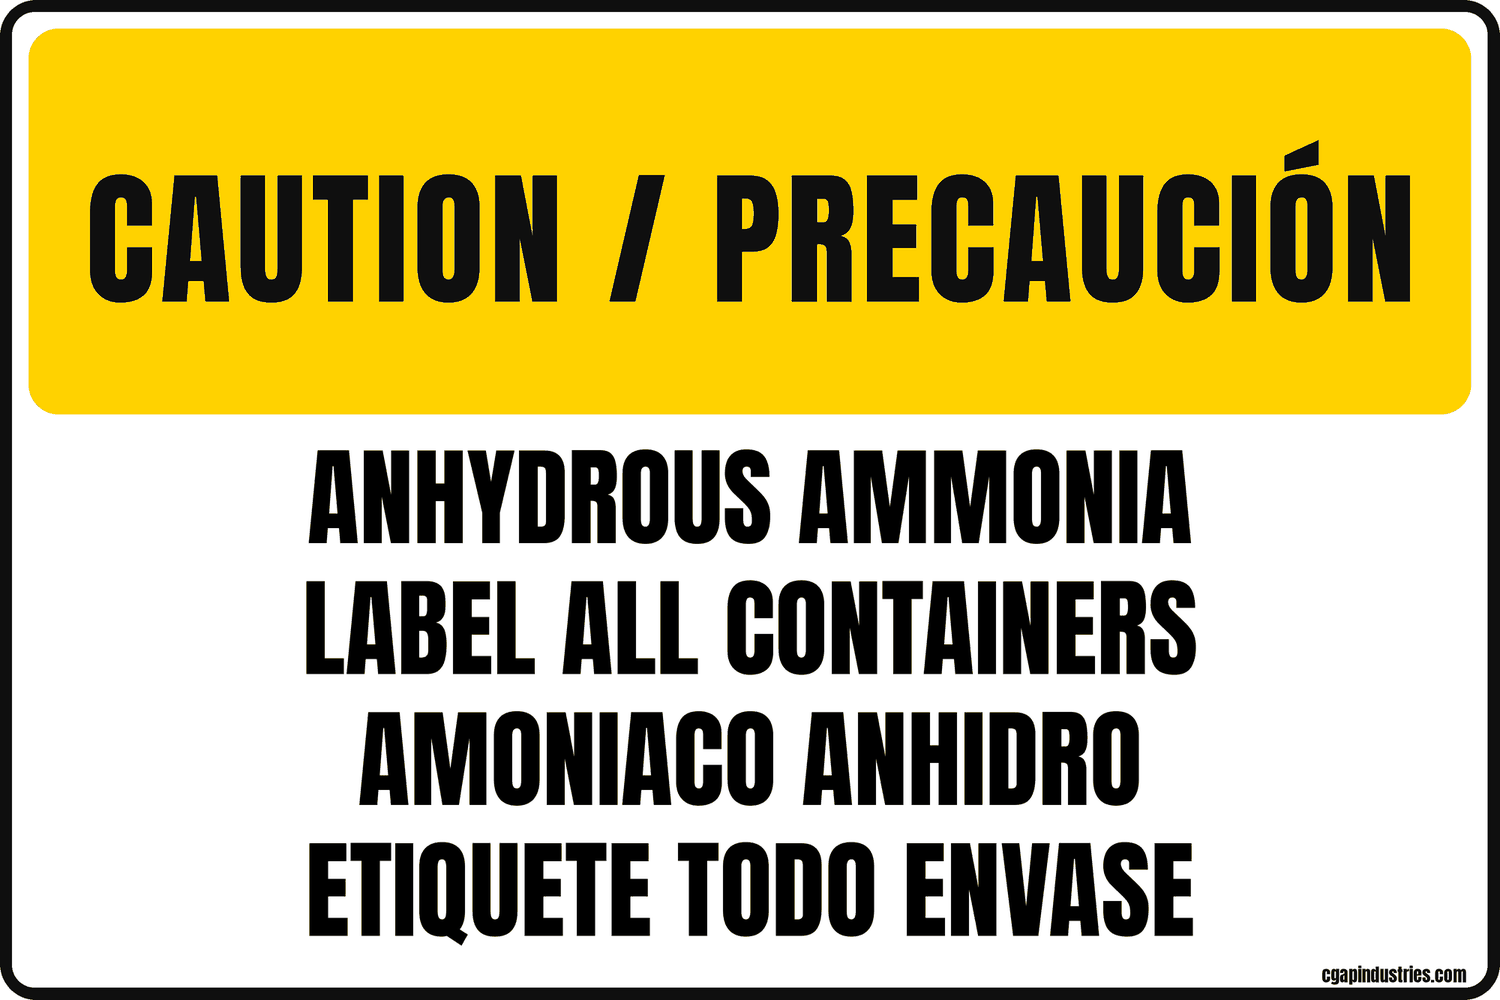 CAUTION / PRECAUCIÓN
ANHYDROUS AMMONIA
LABEL ALL CONTAINERS
AMONIACO ANHIDRO
ETIQUETE TODO ENVASE
cgapindustries.com